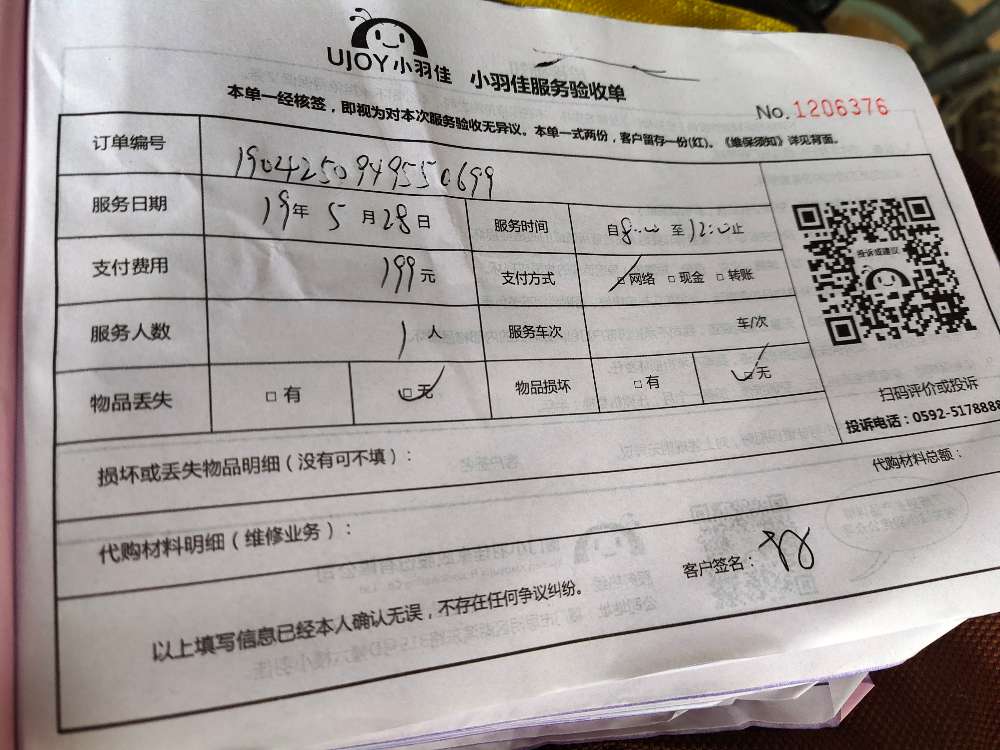 UJOY小羽佳 小羽佳服务验收单
No. 1206376
本单一经核签，即视为对本次服务验收无异议。本单一式两份，客户留存一份(红)。《维保须知》详见背面。
订单编号 190425094955 0699
服务日期 19年 5月28日 服务时间 自8:00至12:00止
支付费用 199元 支付方式 □网络 □现金 □转账
服务人数 1人 服务车次 车/次
物品丢失 □有 □无 物品损坏 □有 □无
投诉或建议
扫码评价或投诉
投诉电话：0592-5178888
损坏或丢失物品明细（没有可不填）：
代购材料明细（维修业务）： 代购材料总额：
客户签名：
以上填写信息已经本人确认无误，不存在任何争议纠纷。